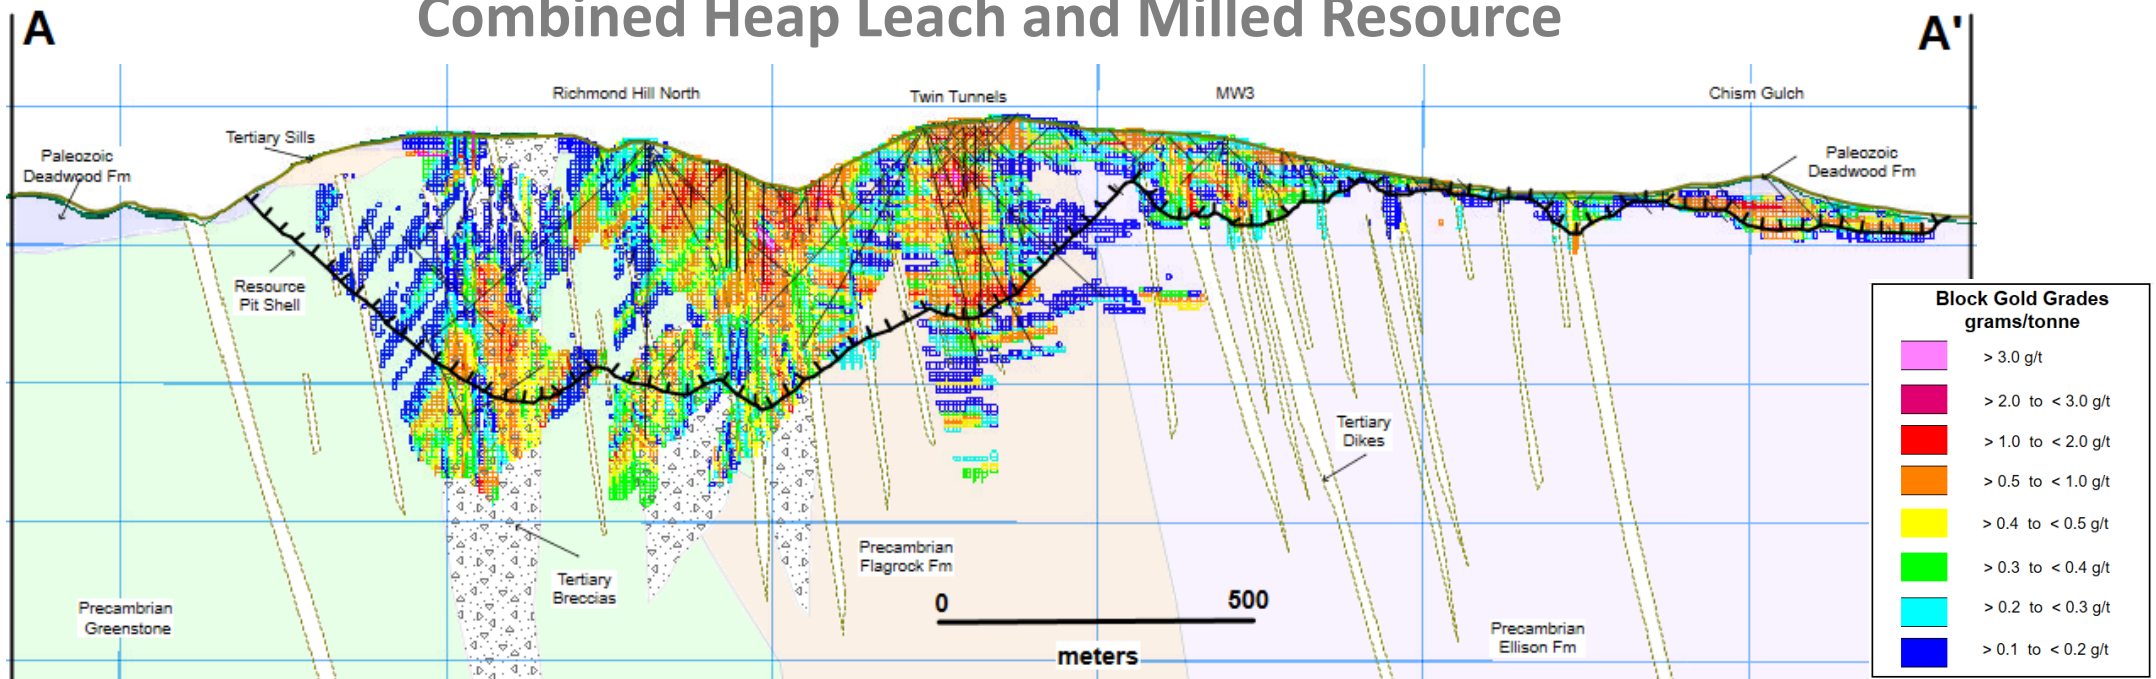 Combined Heap Leach and Milled Resource
A
A'
Richmond Hill North
Twin Tunnels
MW3
Chism Gulch
Tertiary Sills
Paleozoic
Deadwood Fm
Paleozoic
Deadwood Fm
Resource
Pit Shell
Block Gold Grades
grams/tonne
> 3.0 g/t
> 2.0 to < 3.0 g/t
> 1.0 to < 2.0 g/t
> 0.5 to < 1.0 g/t
> 0.4 to < 0.5 g/t
> 0.3 to < 0.4 g/t
> 0.2 to < 0.3 g/t
> 0.1 to < 0.2 g/t
Tertiary
Dikes
Precambrian
Flagrock Fm
Tertiary
Breccias
Precambrian
Greenstone
0 500
meters
Precambrian
Ellison Fm